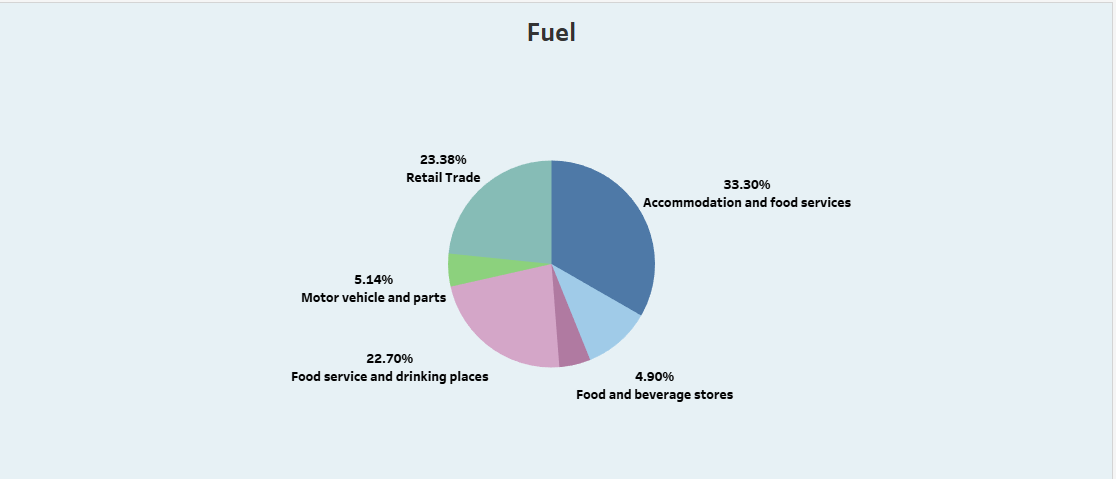 Fuel
23.38%
Retail Trade
33.30%
Accommodation and food services
5.14%
Motor vehicle and parts
22.70%
Food service and drinking places
4.90%
Food and beverage stores